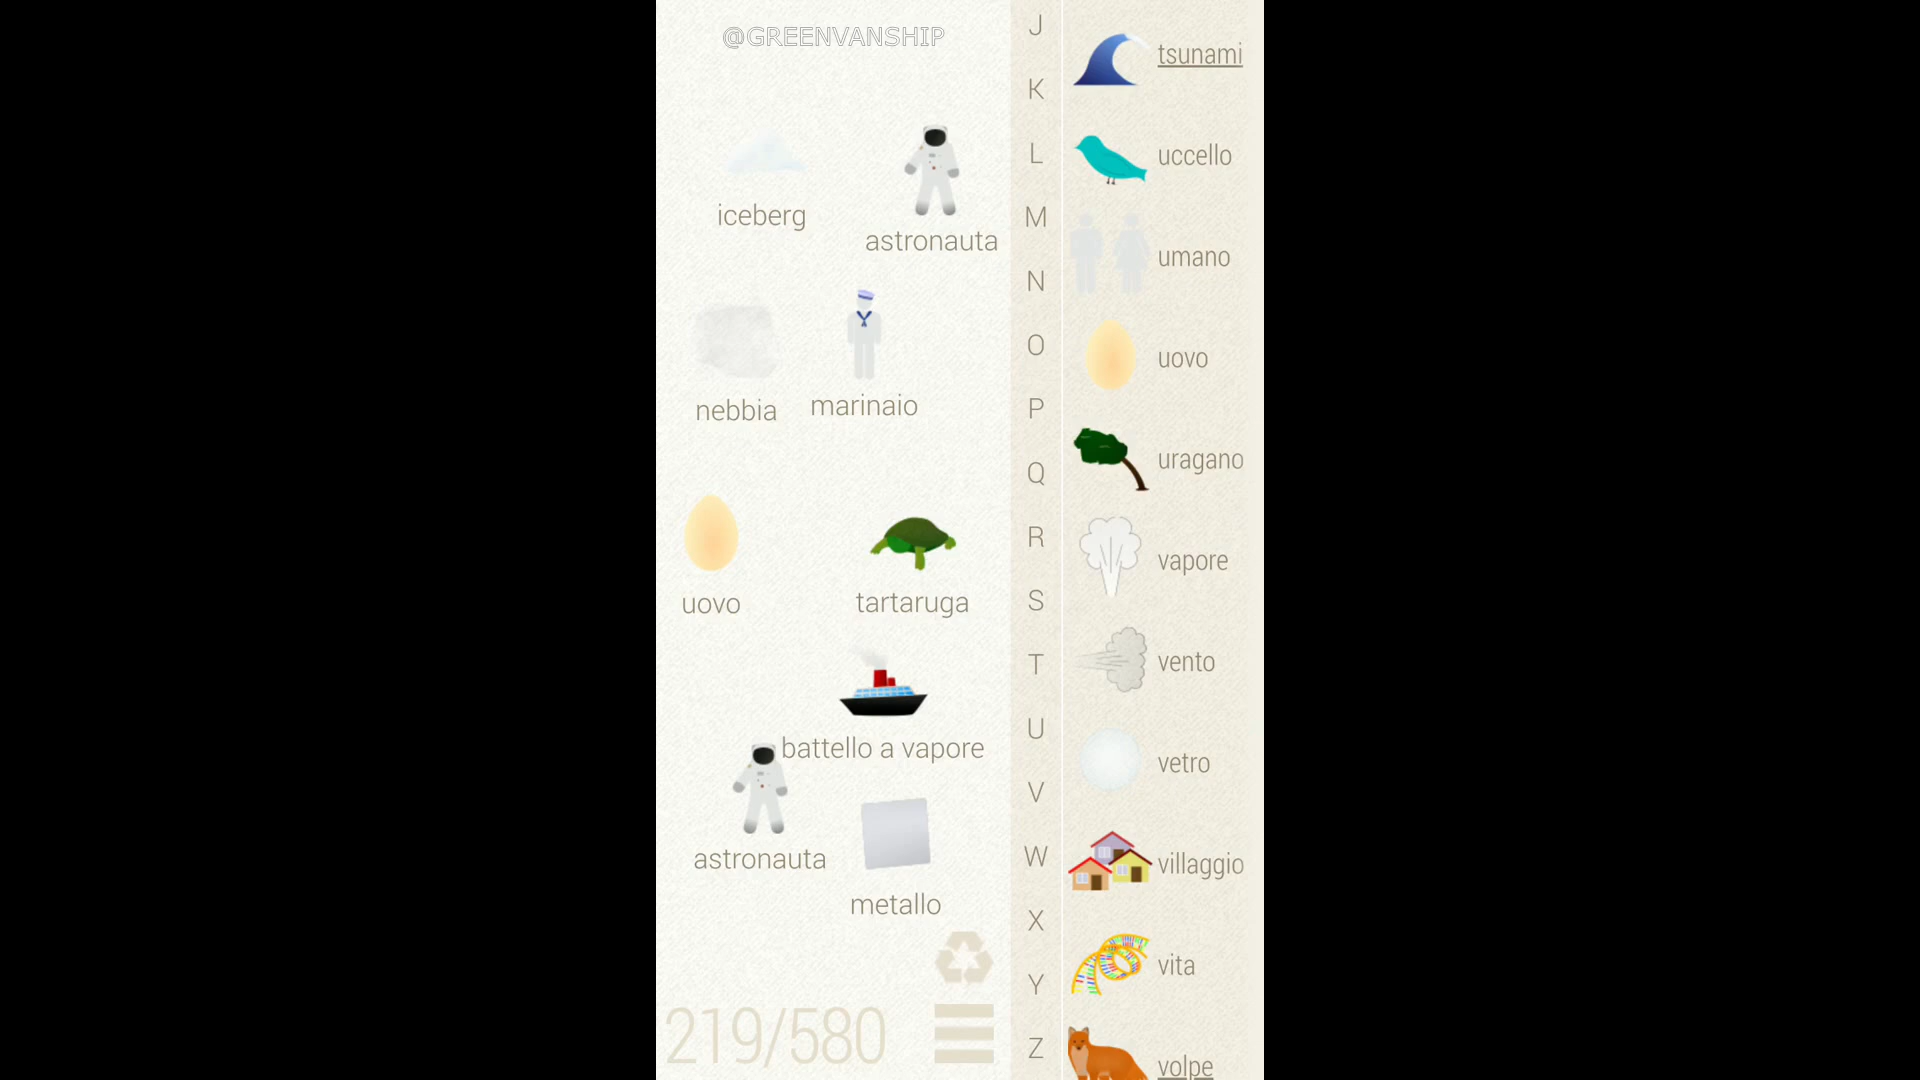 @GREENVANSHIP
iceberg
astronauta
nebbia
marinaio
uovo
tartaruga
battello a vapore
astronauta
metallo
219/580
J
K
L
M
N
O
P
Q
R
S
T
U
V
W
X
Y
Z
tsunami
uccello
umano
uovo
uragano
vapore
vento
vetro
villaggio
vita
volpe